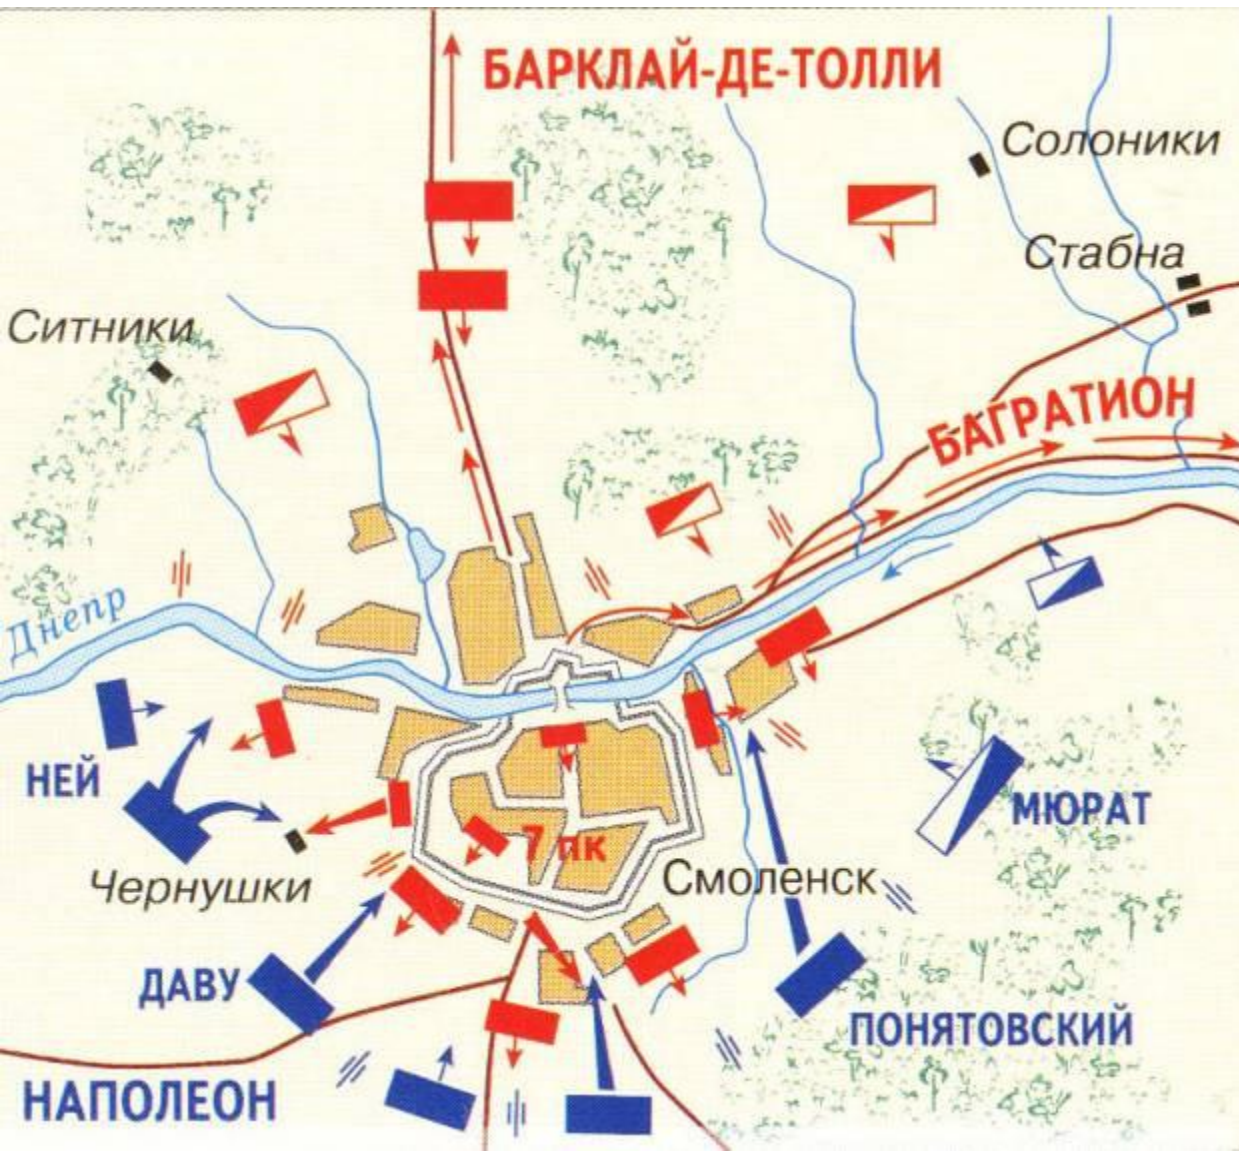 БАРКЛАЙ-ДЕ-ТОЛЛИ
Солоники
Стабна
Ситники
БАГРАТИОН
Днепр
НЕЙ
МЮРАТ
7 пк
Чернушки
Смоленск
ДАВУ
ПОНЯТОВСКИЙ
НАПОЛЕОН